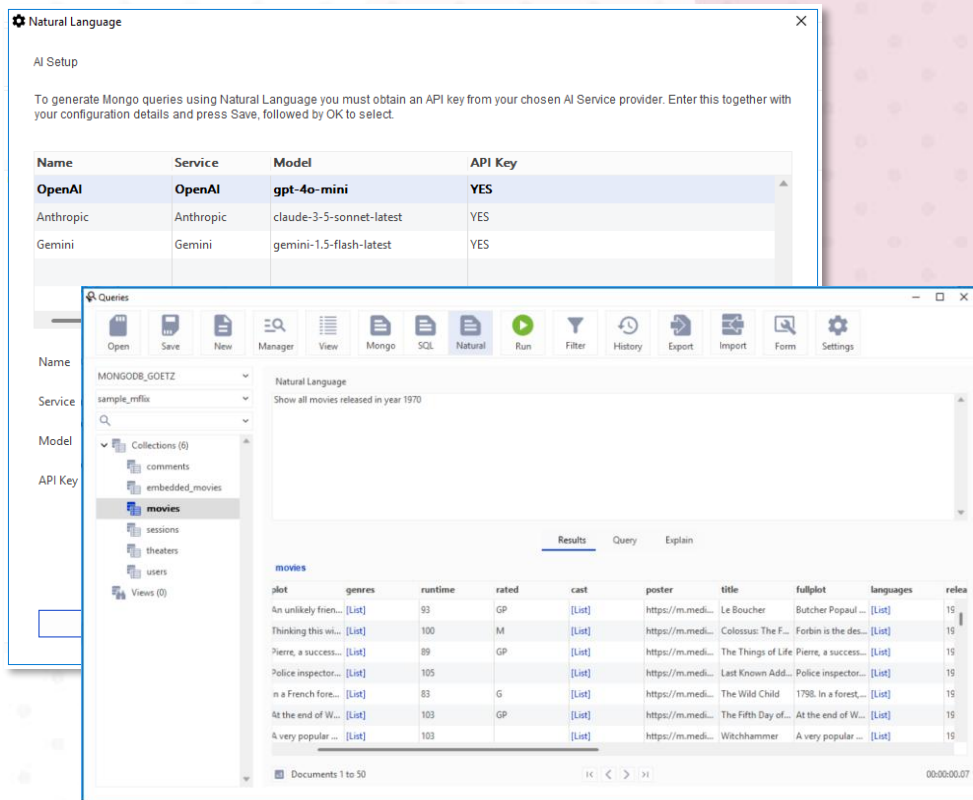 Natural Language
AI Setup
To generate Mongo queries using Natural Language you must obtain an API key from your chosen AI Service provider. Enter this together with
your configuration details and press Save, followed by OK to select.
Name Service Model API Key
OpenAI OpenAI gpt-4o-mini YES
Anthropic Anthropic claude-3-5-sonnet-latest YES
Gemini Gemini gemini-1.5-flash-latest YES
Name
Service
Model
API Key
Queries
Open Save New Manager View Mongo SQL Natural Run Filter History Export Import Form Settings
MONGODB_GOETZ
sample_mflix
Collections (6)
comments
embedded_movies
movies
sessions
theaters
users
Views (0)
Natural Language
Show all movies released in year 1970
Results Query Explain
movies
plot genres runtime rated cast poster title fullplot languages relea
An unlikely frien... [List] 93 GP [List] https://m.medi... Le Boucher Butcher Popaul ... [List] 19
Thinking this wi... [List] 100 M [List] https://m.medi... Colossus: The F... Forbin is the des... [List] 19
Pierre, a success... [List] 89 GP [List] https://m.medi... The Things of Life Pierre, a success... [List] 19
Police inspector... [List] 105 [List] https://m.medi... Last Known Add... Police inspector... [List] 19
n a French fore... [List] 83 G [List] https://m.medi... The Wild Child 1798. In a forest,... [List] 19
At the end of W... [List] 103 GP [List] https://m.medi... The Fifth Day of... At the end of W... [List] 19
A very popular ... [List] 103 [List] https://m.medi... Witchhammer A very popular ... [List] 19
Documents 1 to 50
00:00:00.07